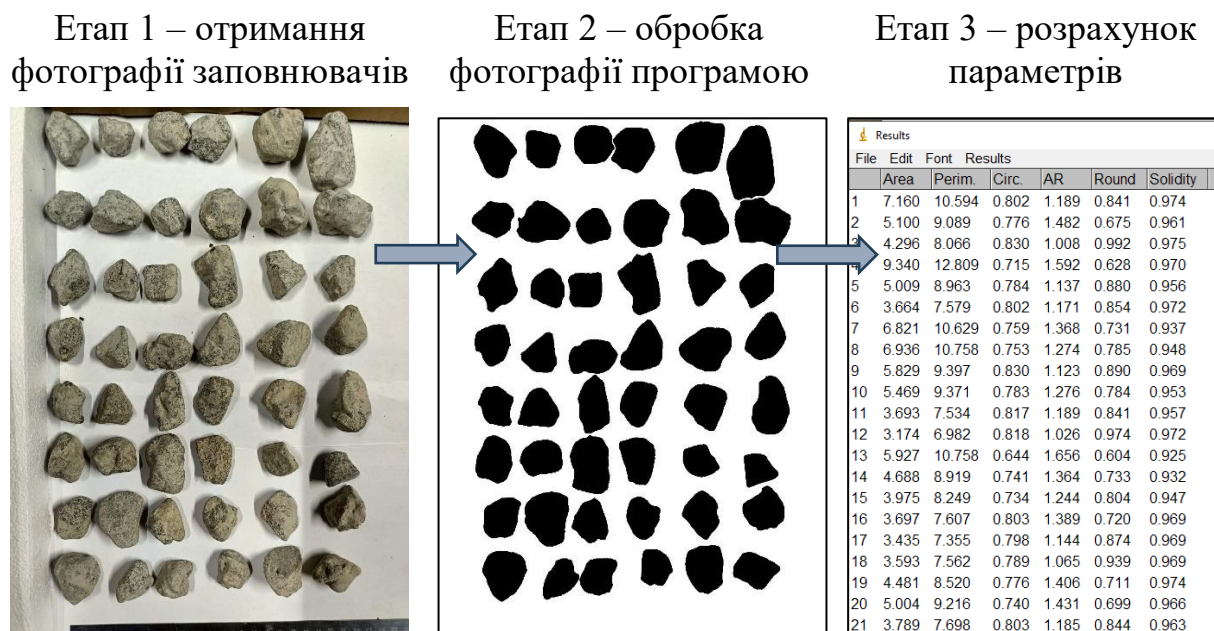 Етап 1 – отримання
фотографії заповнювачів
Етап 2 – обробка
фотографії програмою
Етап 3 – розрахунок
параметрів
Results
File Edit Font Results
Area Perim. Circ. AR Round Solidity
1 7.160 10.594 0.802 1.189 0.841 0.974
2 5.100 9.089 0.776 1.482 0.675 0.961
3 4.296 8.066 0.830 1.008 0.992 0.975
9.340 12.809 0.715 1.592 0.628 0.970
5 5.009 8.963 0.784 1.137 0.880 0.956
6 3.664 7.579 0.802 1.171 0.854 0.972
7 6.821 10.629 0.759 1.368 0.731 0.937
8 6.936 10.758 0.753 1.274 0.785 0.948
9 5.829 9.397 0.830 1.123 0.890 0.969
10 5.469 9.371 0.783 1.276 0.784 0.953
11 3.693 7.534 0.817 1.189 0.841 0.957
12 3.174 6.982 0.818 1.026 0.974 0.972
13 5.927 10.758 0.644 1.656 0.604 0.925
14 4.688 8.919 0.741 1.364 0.733 0.932
15 3.975 8.249 0.734 1.244 0.804 0.947
16 3.697 7.607 0.803 1.389 0.720 0.969
17 3.435 7.355 0.798 1.144 0.874 0.969
18 3.593 7.562 0.789 1.065 0.939 0.969
19 4.481 8.520 0.776 1.406 0.711 0.974
20 5.004 9.216 0.740 1.431 0.699 0.966
21 3.789 7.698 0.803 1.185 0.844 0.963